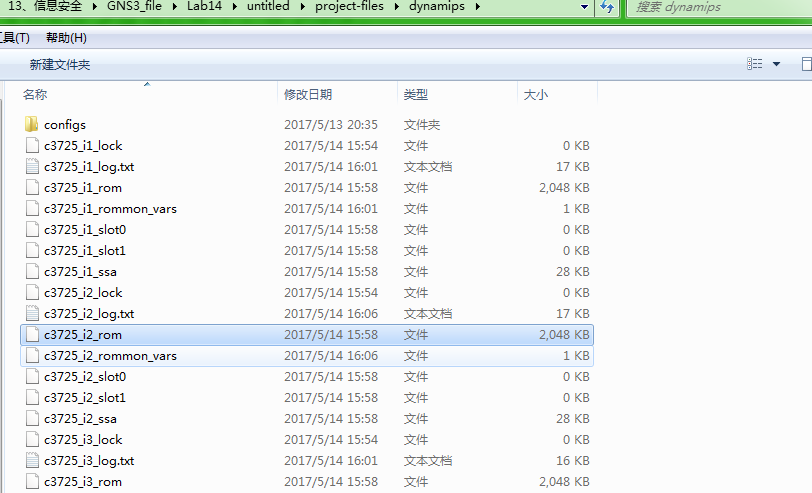 13、信息安全 ▸ GNS3_file ▸ Lab14 ▸ untitled ▸ project-files ▸ dynamips ▸ 搜索 dynamips
工具(T) 帮助(H)
新建文件夹
名称 修改日期 类型 大小
configs 2017/5/13 20:35 文件夹
c3725_i1_lock 2017/5/14 15:54 文件 0 KB
c3725_i1_log.txt 2017/5/14 16:01 文本文档 17 KB
c3725_i1_rom 2017/5/14 15:58 文件 2,048 KB
c3725_i1_rommon_vars 2017/5/14 16:01 文件 1 KB
c3725_i1_slot0 2017/5/14 15:58 文件 0 KB
c3725_i1_slot1 2017/5/14 15:58 文件 0 KB
c3725_i1_ssa 2017/5/14 15:58 文件 28 KB
c3725_i2_lock 2017/5/14 15:54 文件 0 KB
c3725_i2_log.txt 2017/5/14 16:06 文本文档 17 KB
c3725_i2_rom 2017/5/14 15:58 文件 2,048 KB
c3725_i2_rommon_vars 2017/5/14 16:06 文件 1 KB
c3725_i2_slot0 2017/5/14 15:58 文件 0 KB
c3725_i2_slot1 2017/5/14 15:58 文件 0 KB
c3725_i2_ssa 2017/5/14 15:58 文件 28 KB
c3725_i3_lock 2017/5/14 15:54 文件 0 KB
c3725_i3_log.txt 2017/5/14 16:01 文本文档 16 KB
c3725_i3_rom 2017/5/14 15:58 文件 2,048 KB